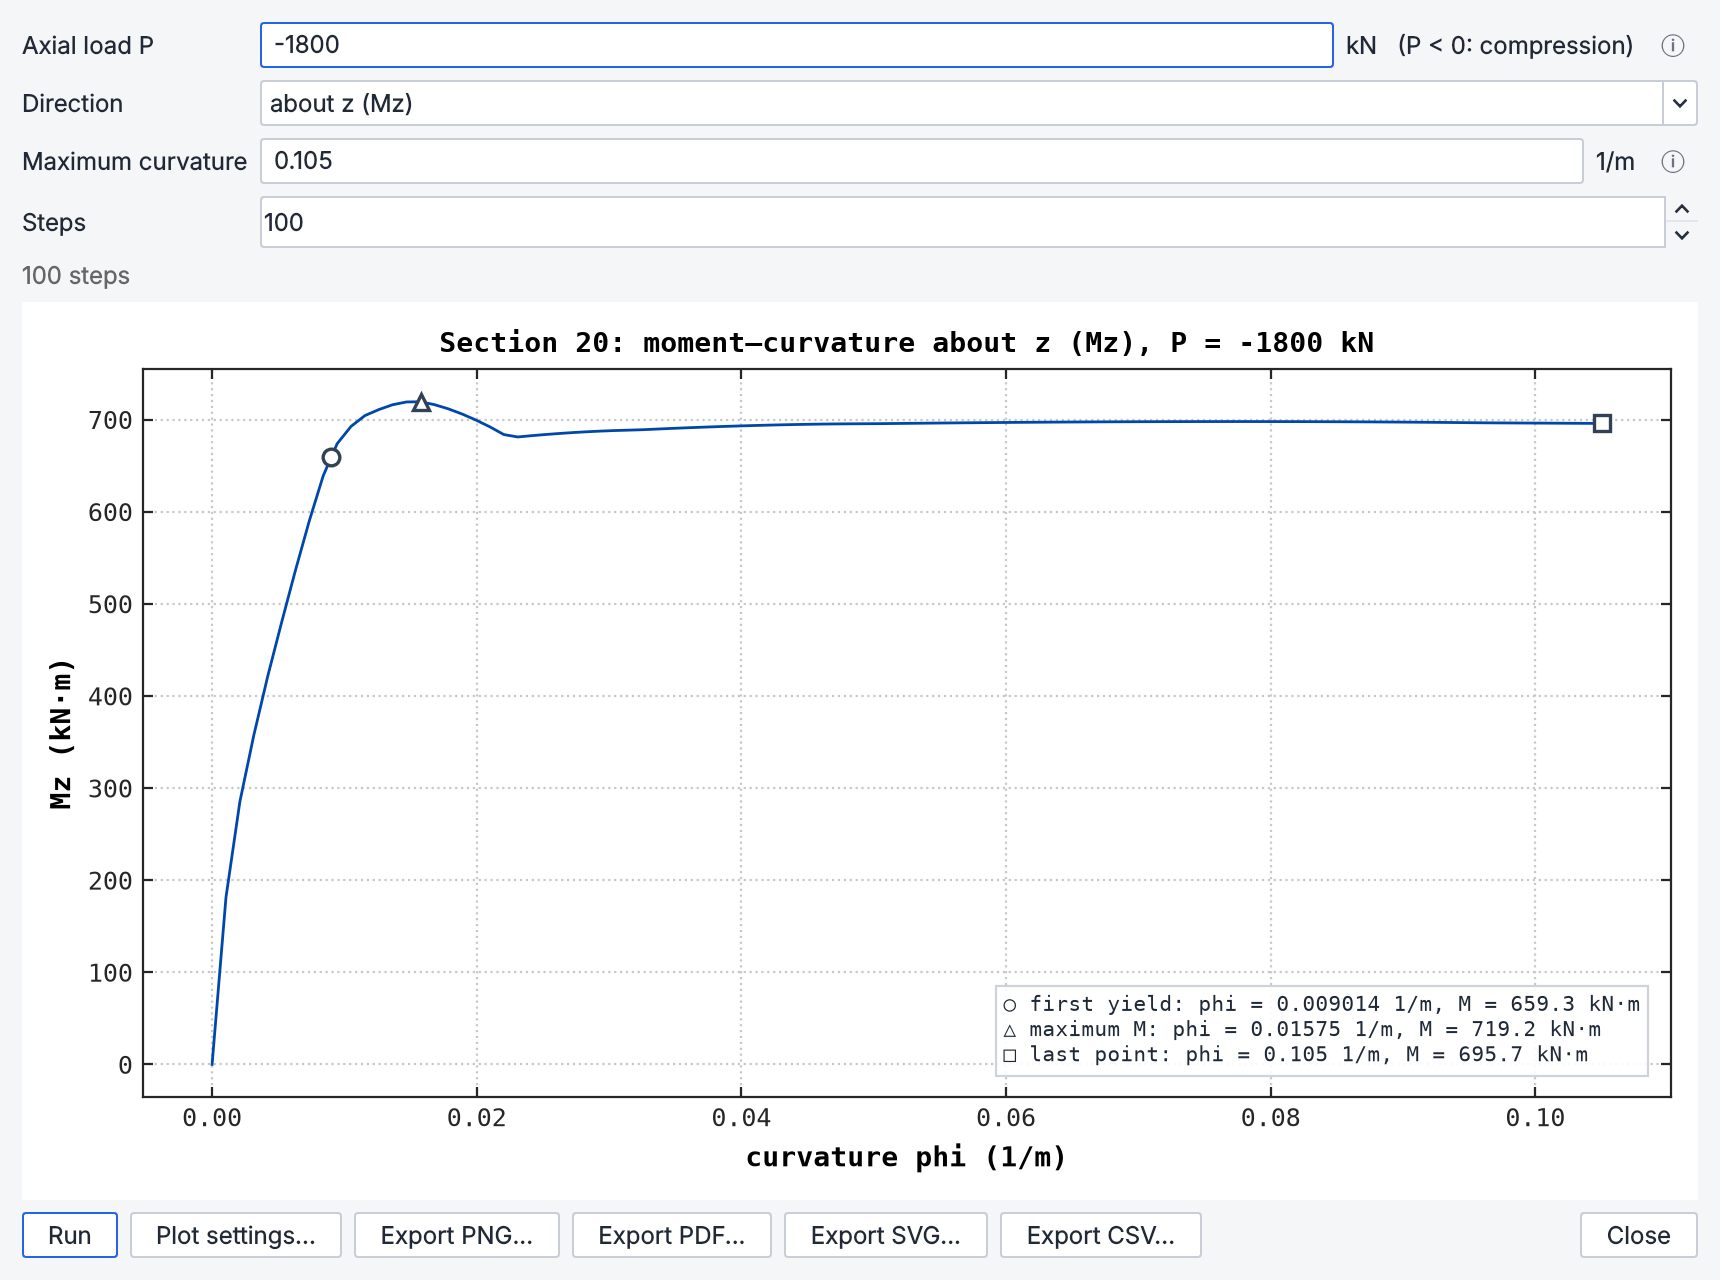 Axial load P
-1800
kN (P < 0: compression) ⓘ
Direction
about z (Mz)
Maximum curvature
0.105
1/m ⓘ
Steps
100
100 steps
Section 20: moment—curvature about z (Mz), P = -1800 kN
Mz (kN·m)
700
600
500
400
300
200
100
0
○ first yield: phi = 0.009014 1/m, M = 659.3 kN·m
△ maximum M: phi = 0.01575 1/m, M = 719.2 kN·m
□ last point: phi = 0.105 1/m, M = 695.7 kN·m
0.00 0.02 0.04 0.06 0.08 0.10
curvature phi (1/m)
Run Plot settings... Export PNG... Export PDF... Export SVG... Export CSV... Close